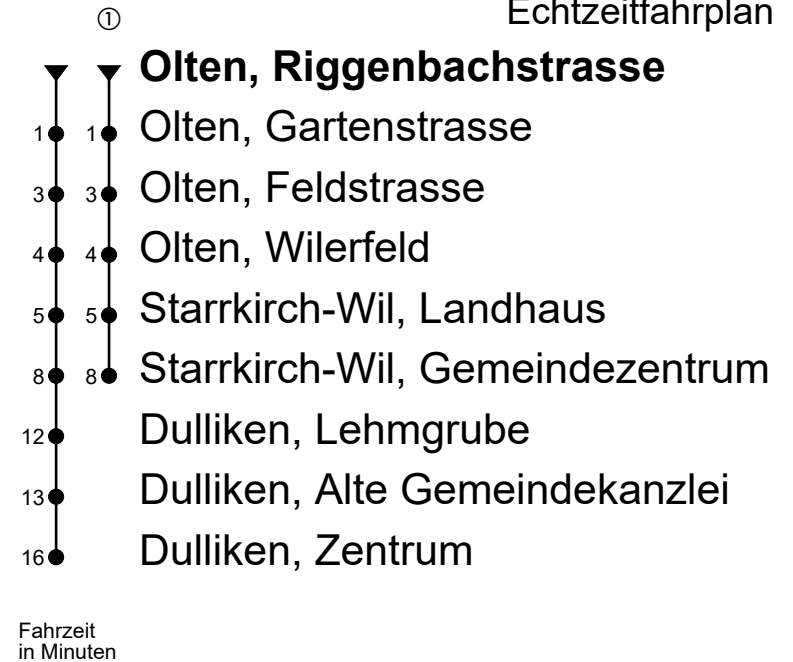 Echtzeitfahrplan
①
Olten, Riggenbachstrasse
1 1 Olten, Gartenstrasse
3 3 Olten, Feldstrasse
4 4 Olten, Wilerfeld
5 5 Starrkirch-Wil, Landhaus
8 8 Starrkirch-Wil, Gemeindezentrum
12 Dulliken, Lehmgrube
13 Dulliken, Alte Gemeindekanzlei
16 Dulliken, Zentrum
Fahrzeit
in Minuten